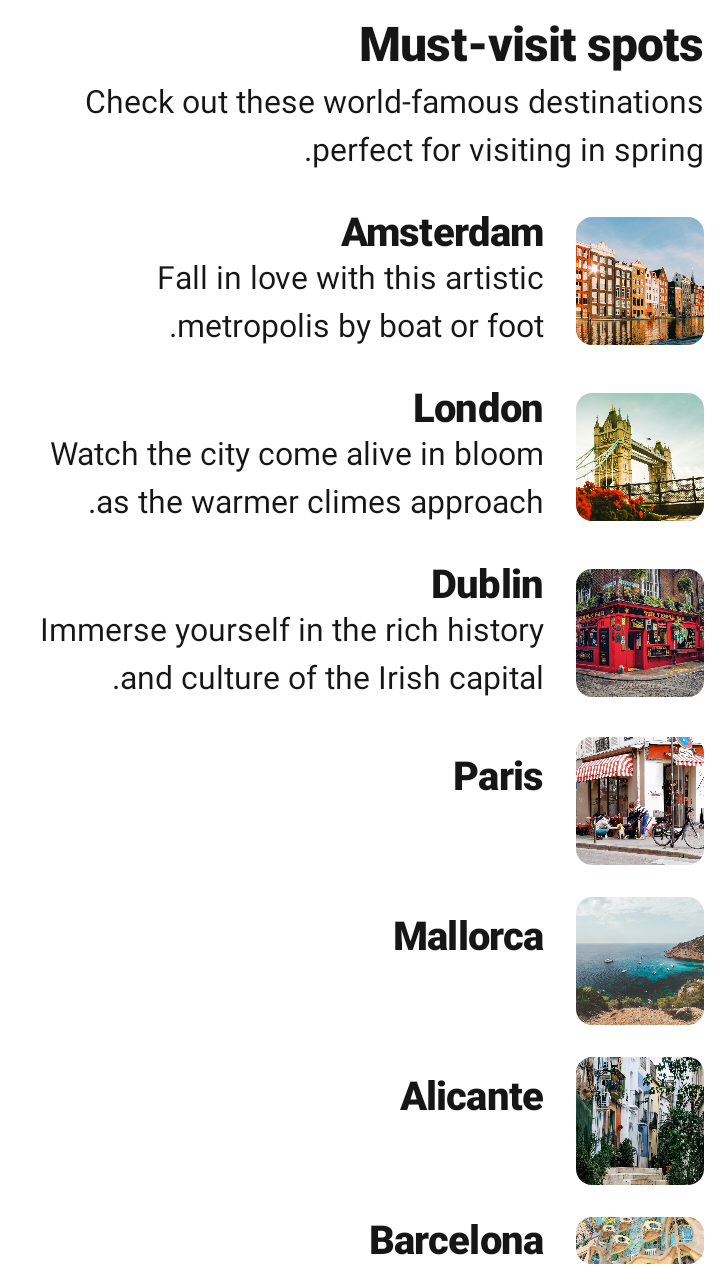 Must-visit spots
Check out these world-famous destinations
.perfect for visiting in spring
Amsterdam
Fall in love with this artistic
.metropolis by boat or foot
London
Watch the city come alive in bloom
.as the warmer climes approach
Dublin
Immerse yourself in the rich history
.and culture of the Irish capital
Paris
Mallorca
Alicante
Barcelona